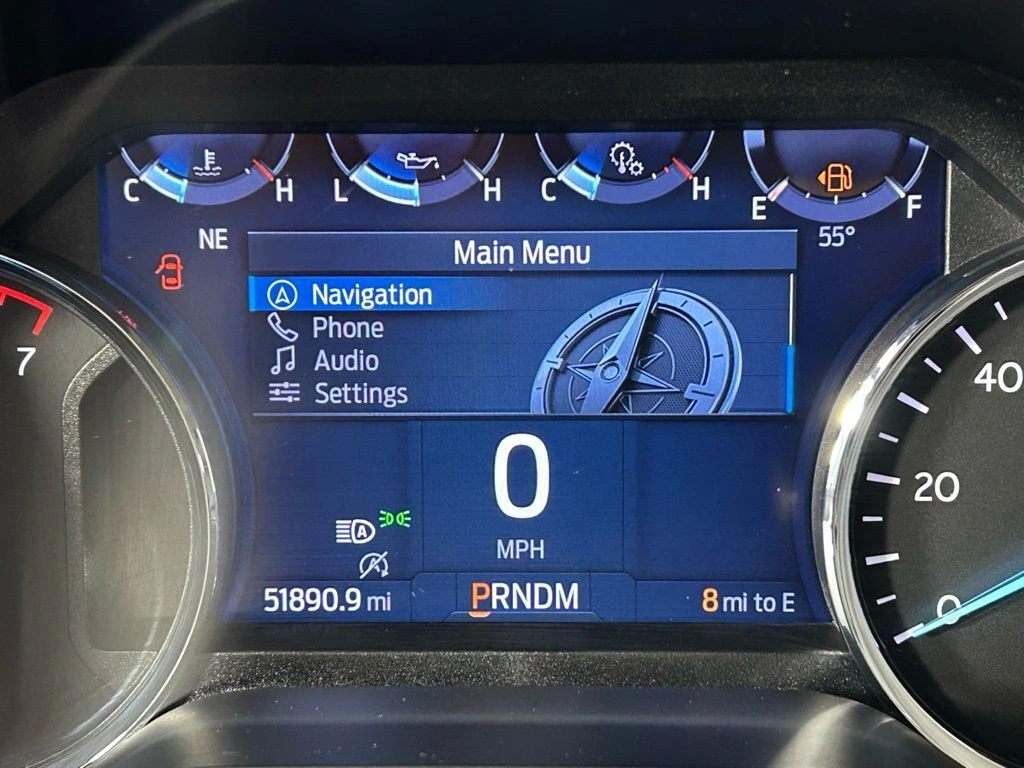 C H L H C H E F
NE
55°
Main Menu
Navigation
Phone
Audio
Settings
7
40
20
0
0
MPH
A
A
51890.9 mi
PRNDM
8 mi to E